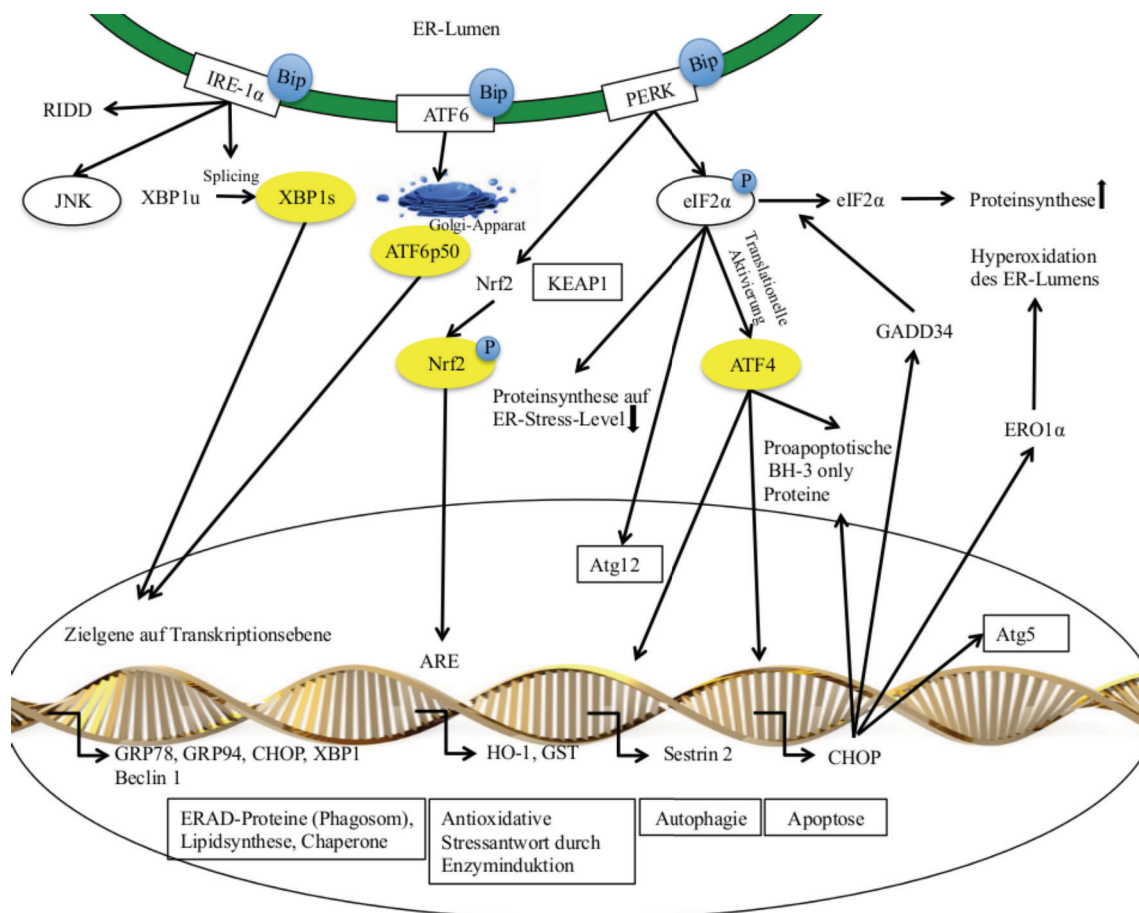 ER-Lumen
IRE-1α
Bip
ATF6
Bip
PERK
Bip
RIDD
JNK
XBP1u
Splicing
XBP1s
Golgi-Apparat
ATF6p50
Nrf2
KEAP1
Nrf2
P
eIF2α
P
eIF2α
Proteinsynthese
Translationelle
Aktivierung
Hyperoxidation
des ER-Lumens
GADD34
ATF4
Proteinsynthese auf
ER-Stress-Level
ERO1α
Proapoptotische
BH-3 only
Proteine
Atg12
Atg5
Zielgene auf Transkriptionsebene
ARE
GRP78, GRP94, CHOP, XBP1
Beclin 1
HO-1, GST
Sestrin 2
CHOP
ERAD-Proteine (Phagosom),
Lipidsynthese, Chaperone
Antioxidative
Stressantwort durch
Enzyminduktion
Autophagie
Apoptose